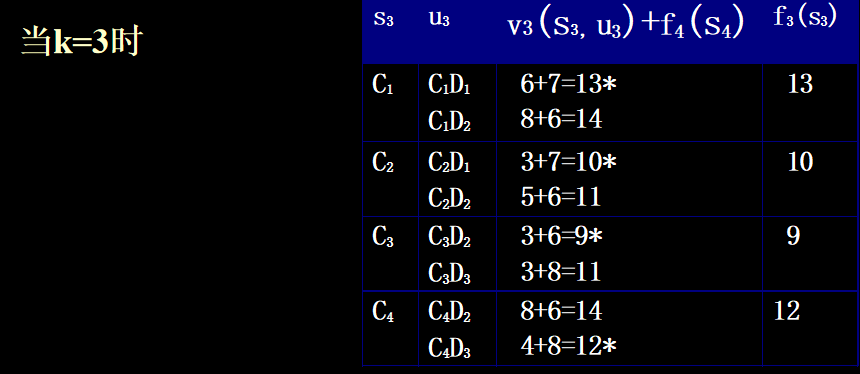 当k=3时
s₃ u₃ v₃(s₃, u₃)+f₄(s₄) f₃(s₃)
C₁ C₁D₁ 6+7=13* 13
C₁D₂ 8+6=14
C₂ C₂D₁ 3+7=10* 10
C₂D₂ 5+6=11
C₃ C₃D₂ 3+6=9* 9
C₃D₃ 3+8=11
C₄ C₄D₂ 8+6=14 12
C₄D₃ 4+8=12*